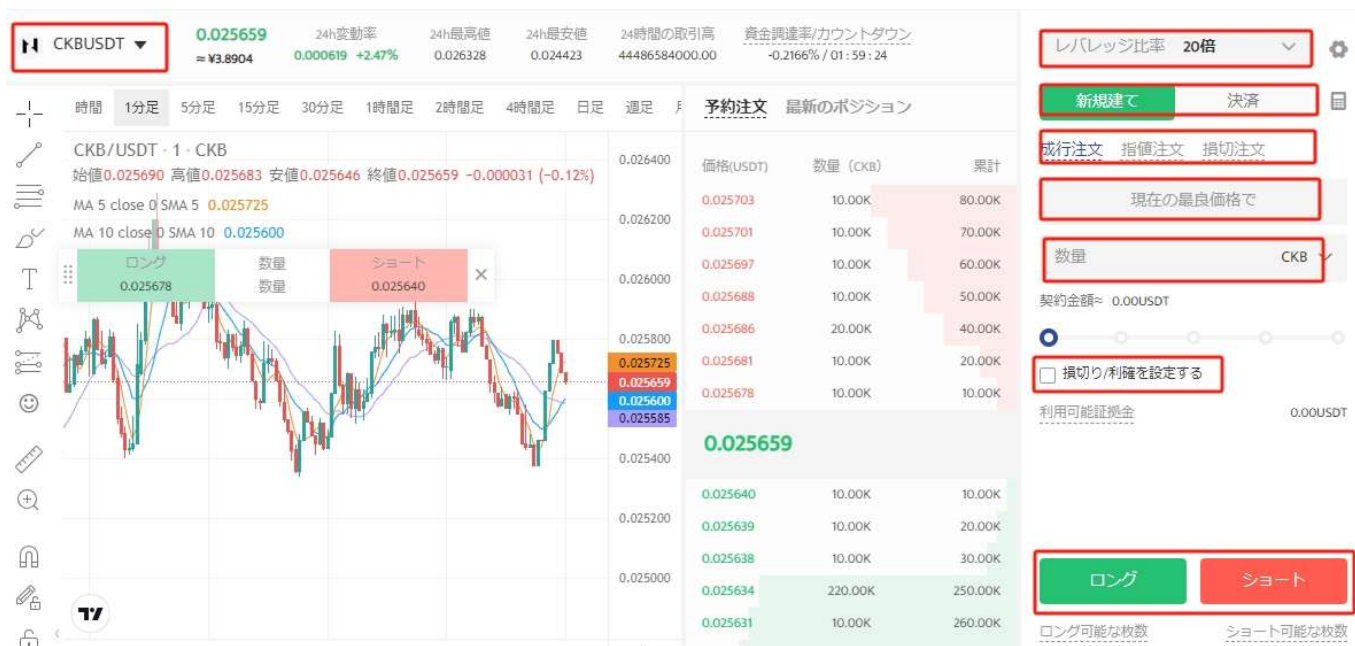 CKBUSDT ▼
0.025659
≈ ¥3.8904
24h変動率
0.000619 +2.47%
24h最高値
0.026328
24h最安値
0.024423
24時間の取引高
44486584000.00
資金調達率/カウントダウン
-0.2166% / 01 : 59 : 24
時間 1分足 5分足 15分足 30分足 1時間足 2時間足 4時間足 日足 週足
CKB/USDT · 1 · CKB
始値0.025690 高値0.025683 安値0.025646 終値0.025659 -0.000031 (-0.12%)
MA 5 close 0 SMA 5 0.025725
MA 10 close 0 SMA 10 0.025600
ロング 数量 ショート
0.025678 数量 0.025640
0.026400
0.026200
0.026000
0.025800
0.025725
0.025659
0.025600
0.025585
0.025400
0.025200
0.025000
予約注文 最新のポジション
価格(USDT) 数量 (CKB) 累計
0.025703 10.00K 80.00K
0.025701 10.00K 70.00K
0.025697 10.00K 60.00K
0.025688 10.00K 50.00K
0.025686 20.00K 40.00K
0.025681 10.00K 20.00K
0.025678 10.00K 10.00K
0.025659
0.025640 10.00K 10.00K
0.025639 10.00K 20.00K
0.025638 10.00K 30.00K
0.025634 220.00K 250.00K
0.025631 10.00K 260.00K
レバレッジ比率 20倍
新規建て 決済
成行注文 指値注文 損切注文
現在の最良価格で
数量 CKB
契約金額≈ 0.00USDT
損切り/利確を設定する
利用可能証拠金 0.00USDT
ロング ショート
ロング可能な枚数 ショート可能な枚数